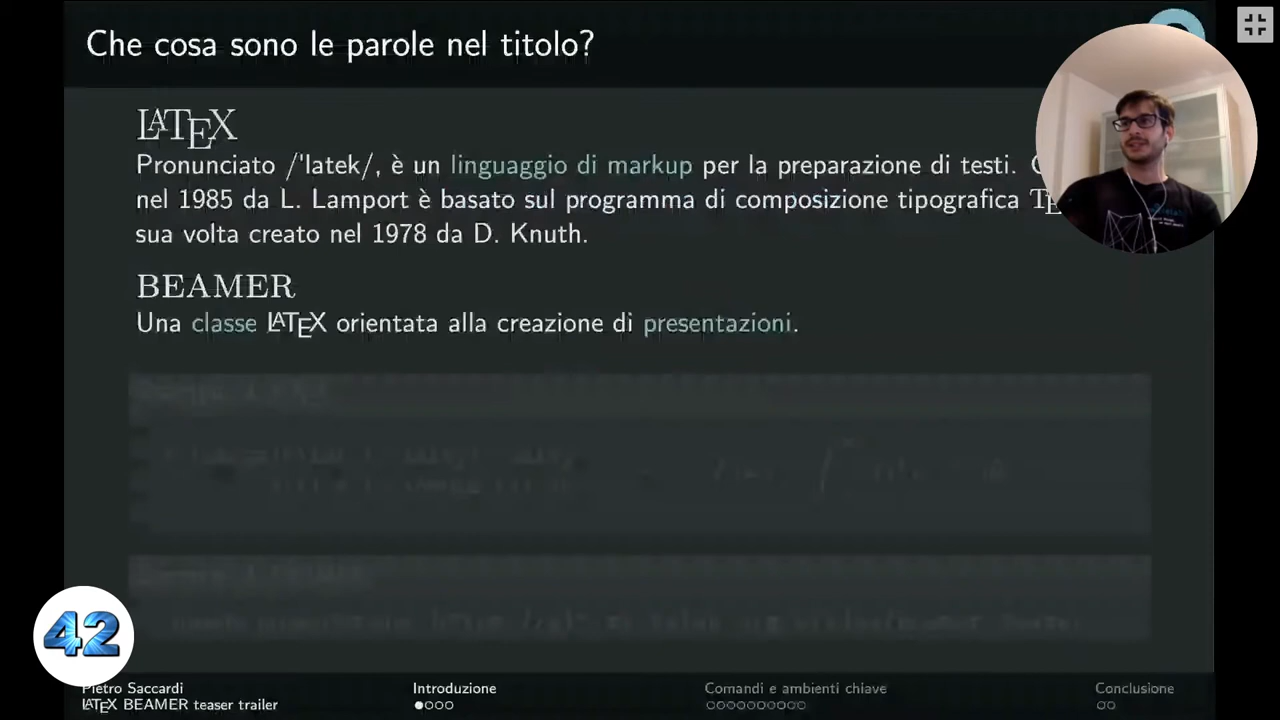 Che cosa sono le parole nel titolo?
LATEX
Pronunciato /'latek/, è un linguaggio di markup per la preparazione di testi.
nel 1985 da L. Lamport è basato sul programma di composizione tipografica TE
sua volta creato nel 1978 da D. Knuth.
BEAMER
Una classe LATEX orientata alla creazione di presentazioni.
42
Pietro Saccardi
LATEX BEAMER teaser trailer
Introduzione
Comandi e ambienti chiave
Conclusione